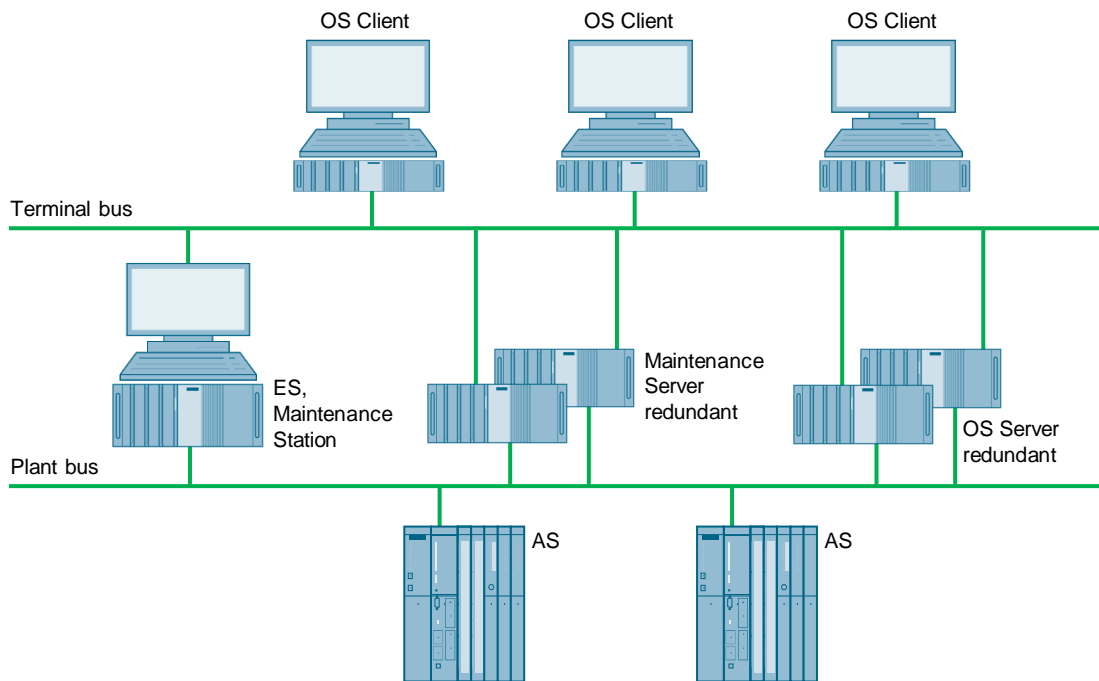 OS Client
OS Client
OS Client
Terminal bus
ES,
Maintenance
Station
Maintenance
Server
redundant
OS Server
redundant
Plant bus
AS
AS